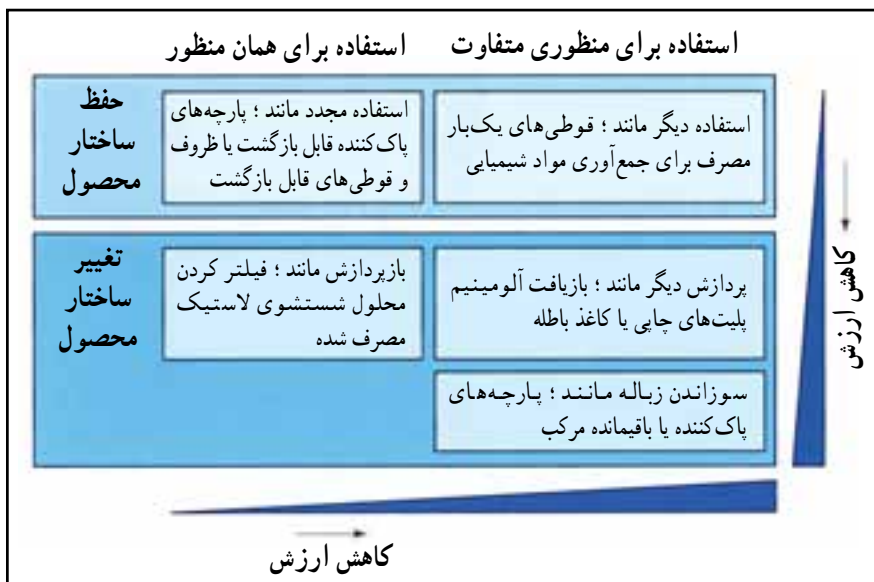 استفاده برای منظوری متفاوت
استفاده برای همان منظور
حفظ
ساختار
محصول
استفاده مجدد مانند ؛ پارچه‌های
پاک‌کننده قابل بازگشت یا ظروف
و قوطی‌های قابل بازگشت
استفاده دیگر مانند ؛ قوطی‌های یک‌بار
مصرف برای جمع‌آوری مواد شیمیایی
تغییر
ساختار
محصول
بازپردازش مانند ؛ فیلتر کردن
محلول شستشوی لاستیک
مصرف شده
پردازش دیگر مانند ؛ بازیافت آلومینیم
پلیت‌های چاپی یا کاغذ باطله
سوزاندن زباله مانند ؛ پارچه‌های
پاک‌کننده یا باقیمانده مرکب
کاهش ارزش
کاهش ارزش